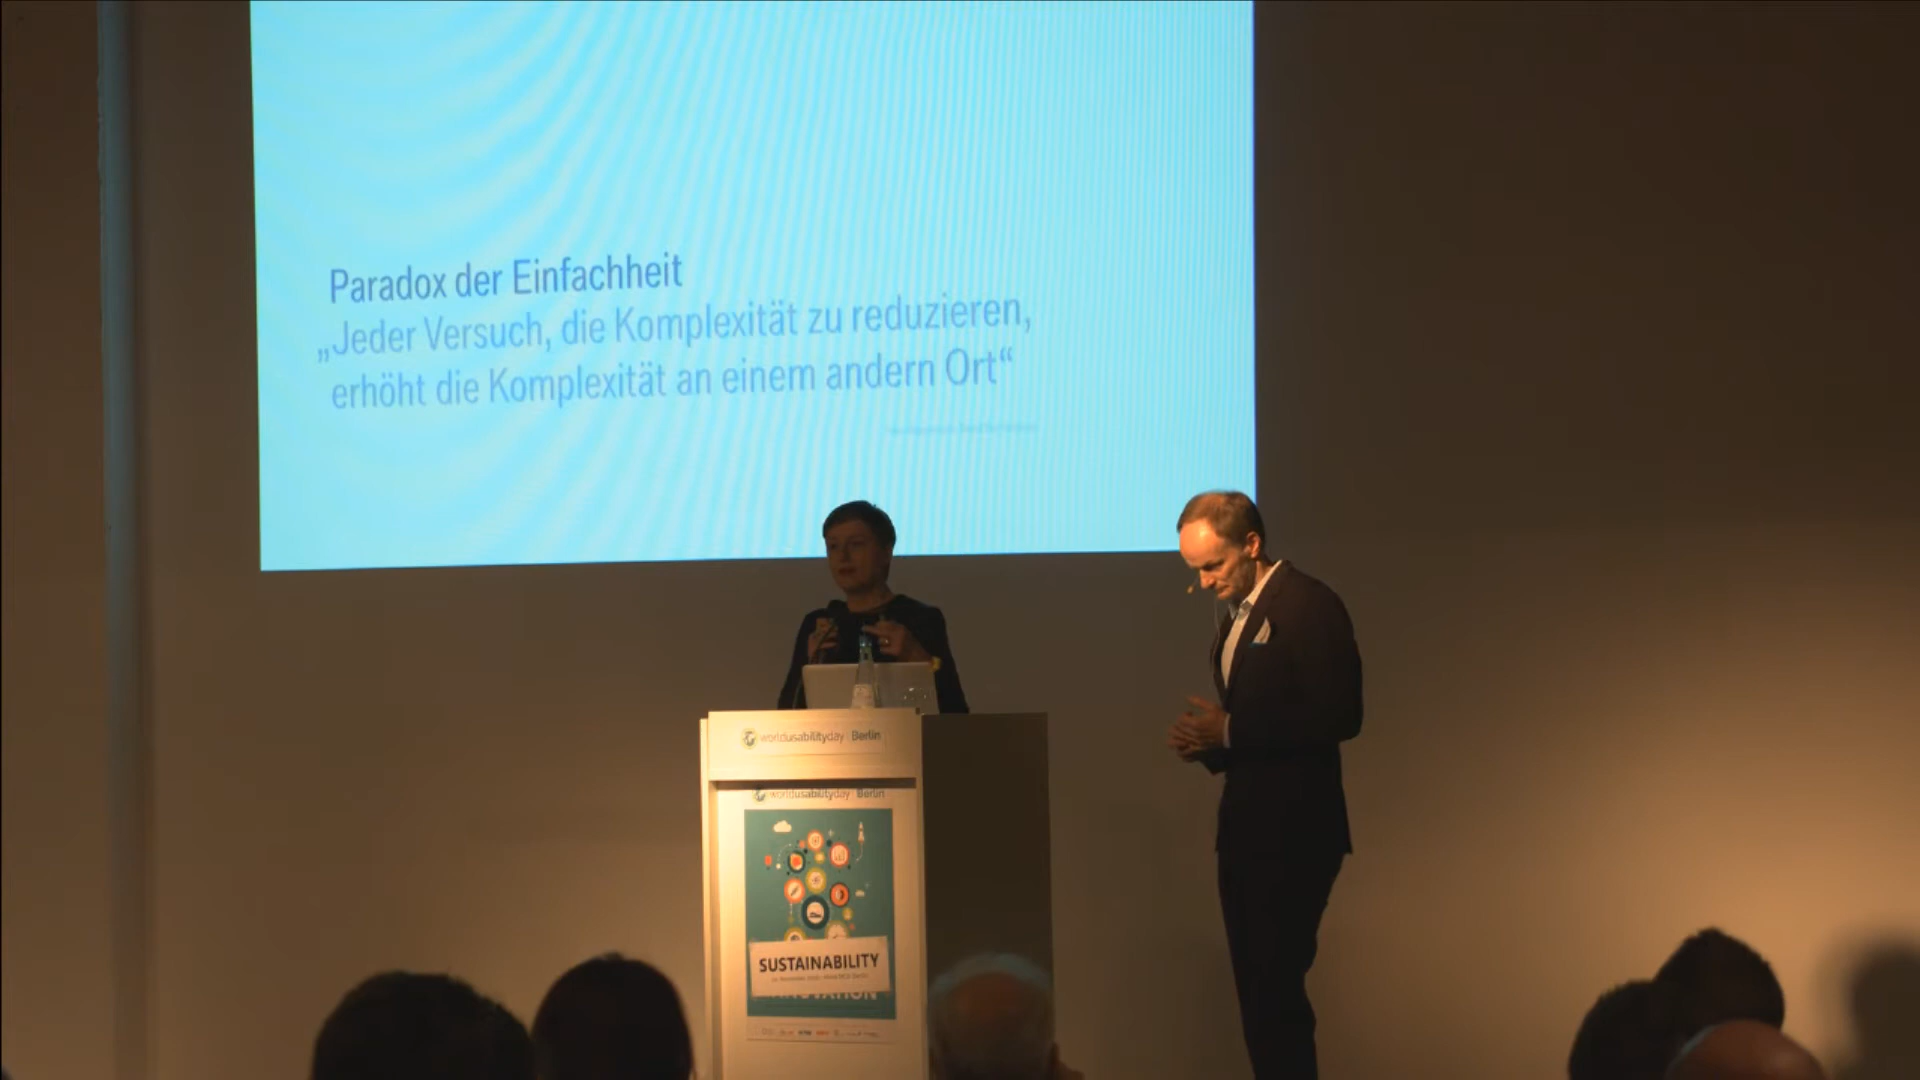 Paradox der Einfachheit
„Jeder Versuch, die Komplexität zu reduzieren,
erhöht die Komplexität an einem andern Ort“
worldusabilityday Berlin
worldusabilityday Berlin
SUSTAINABILITY